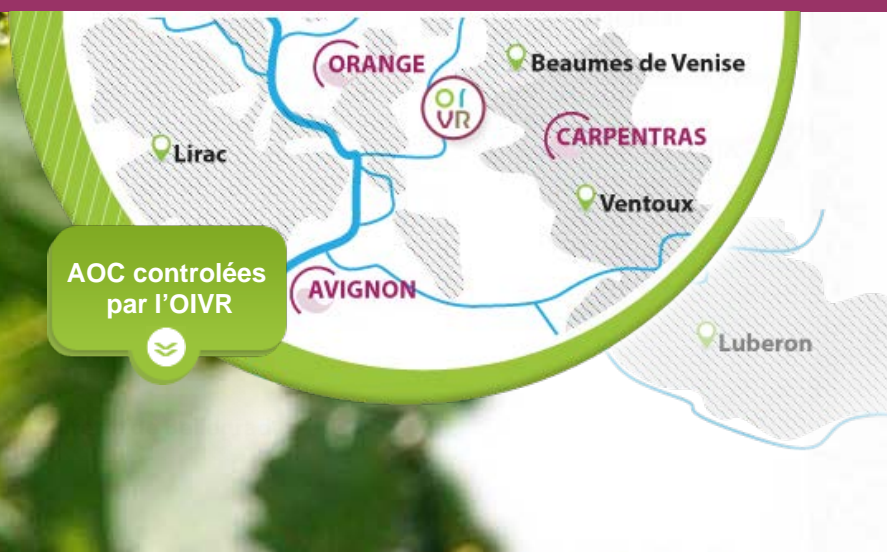 ORANGE
Beaumes de Venise
OI
VR
CARPENTRAS
Lirac
Ventoux
AOC controlées
par l'OIVR
AVIGNON
Luberon